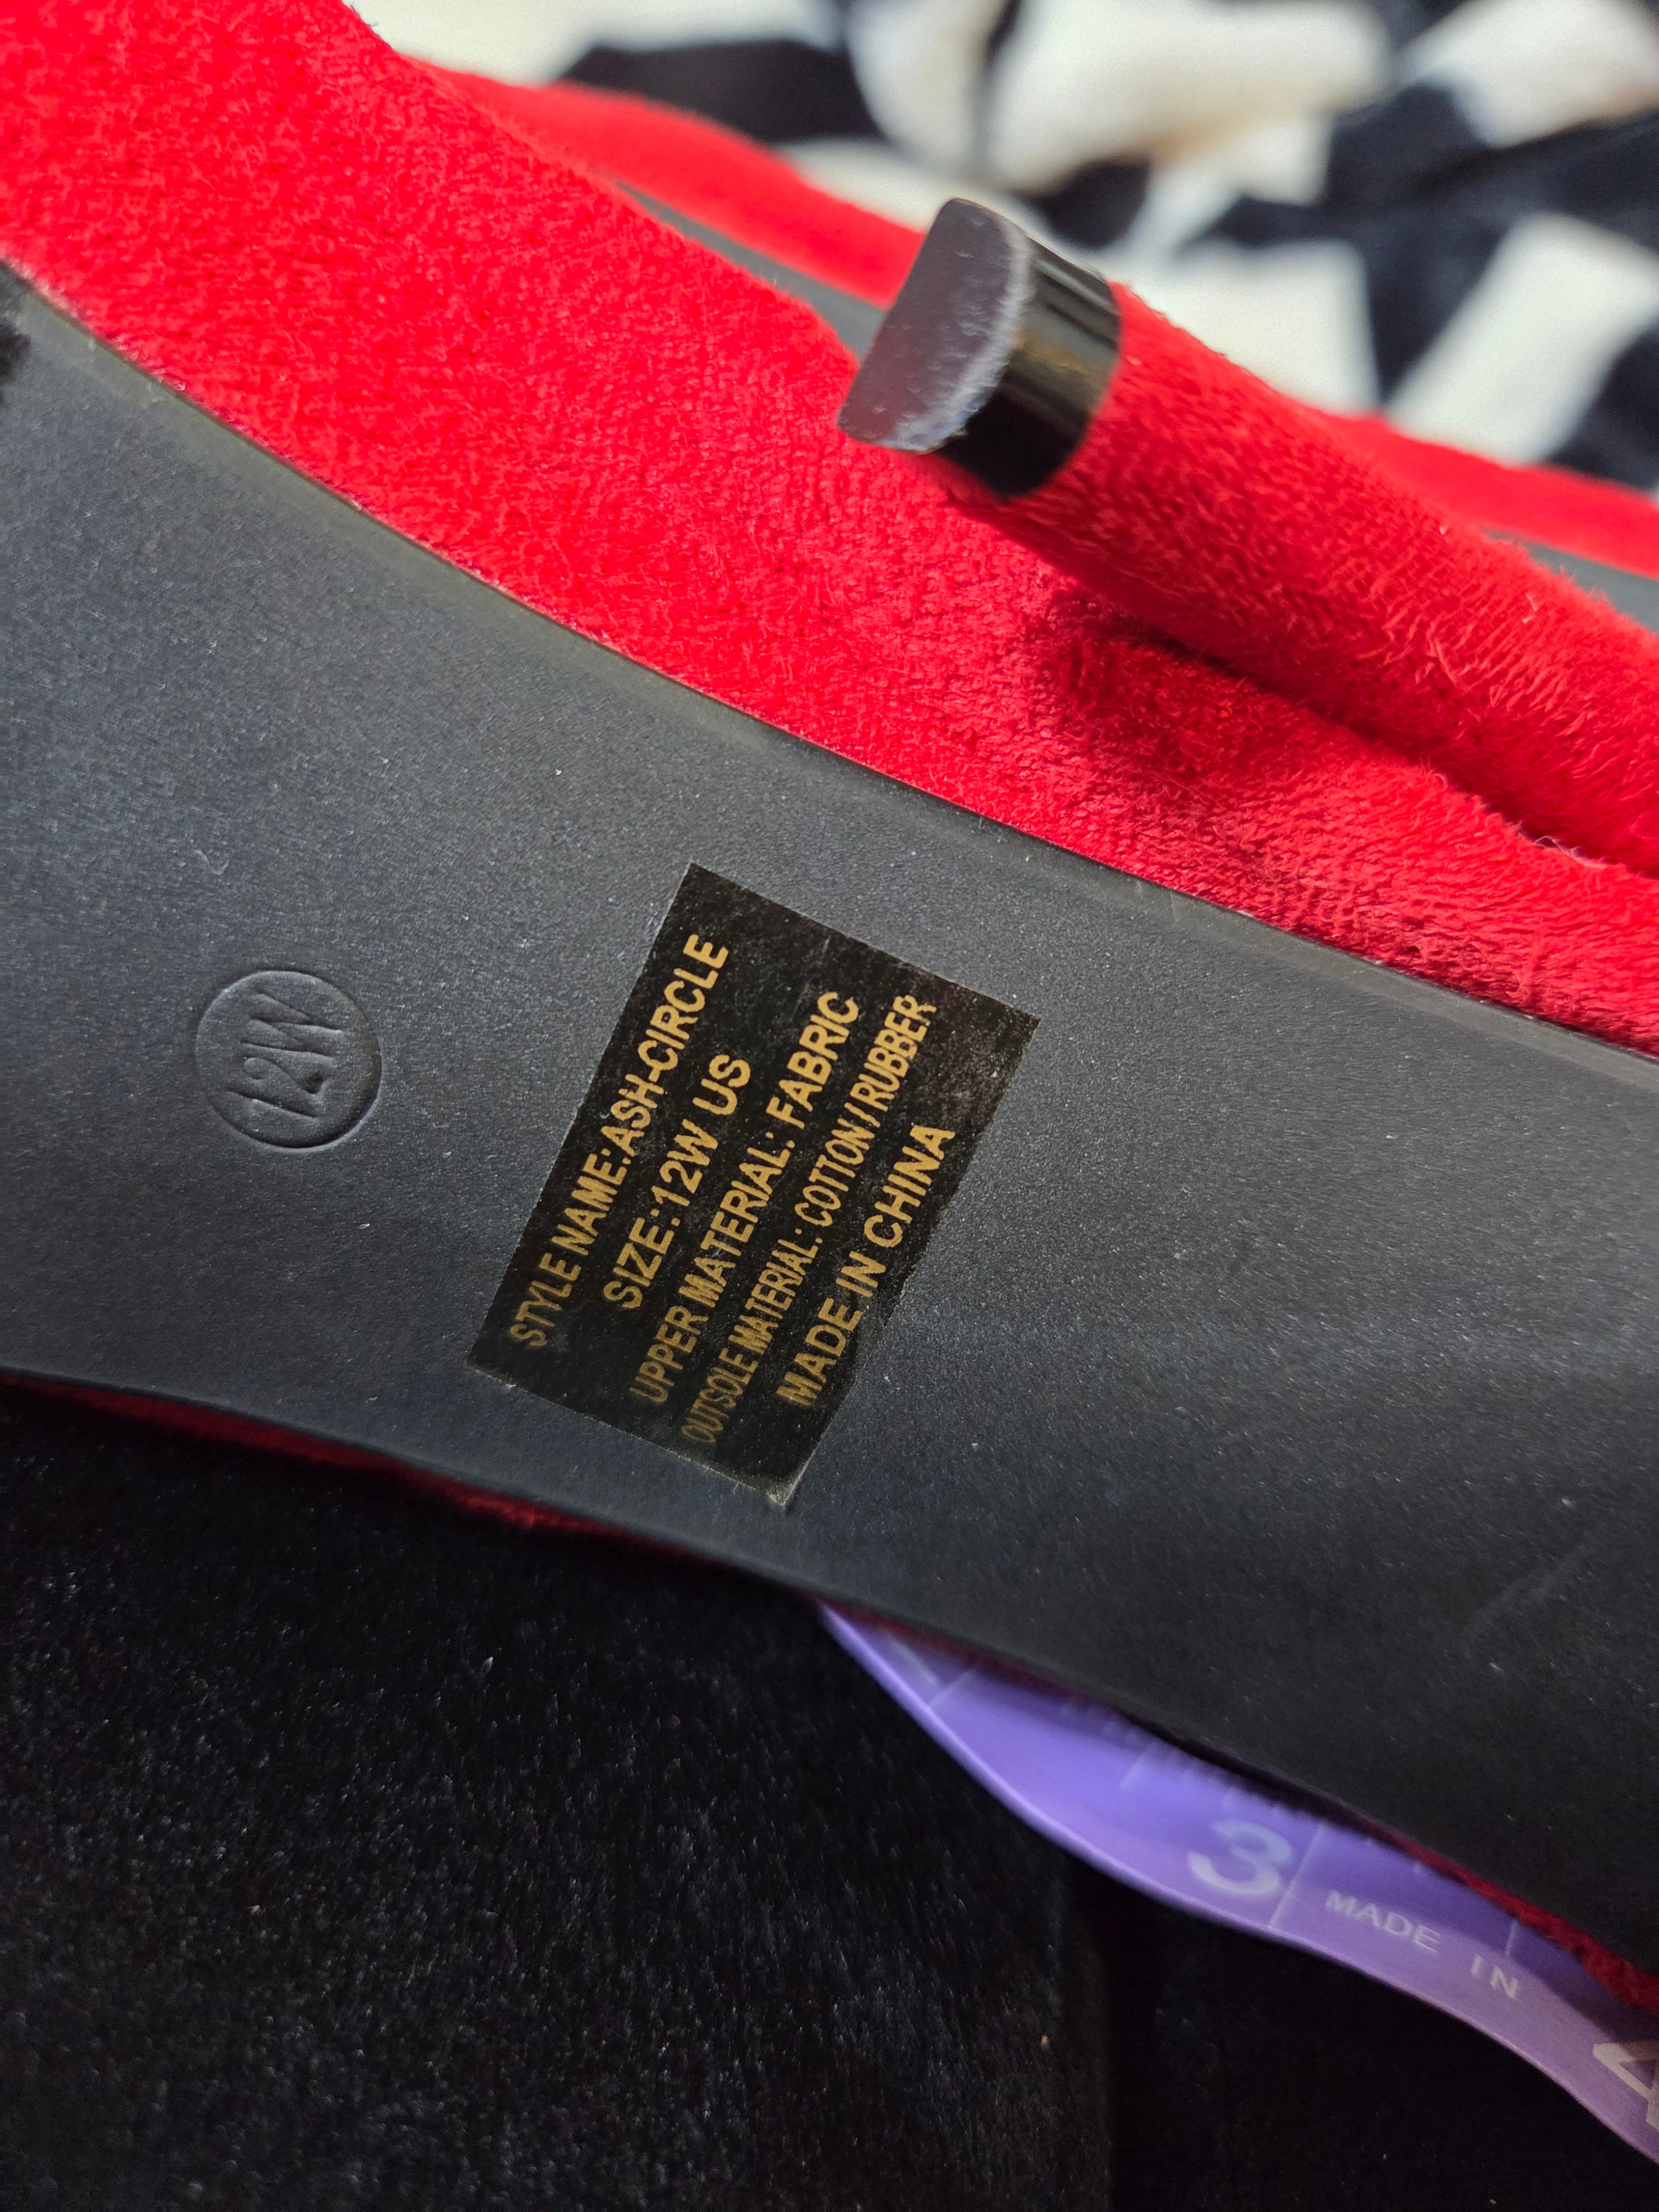 12W
STYLE NAME:ASH-CIRCLE
SIZE:12W US
UPPER MATERIAL: FABRIC
OUTSOLE MATERIAL: COTTON / RUBBER
MADE IN CHINA
3
MADE IN
4